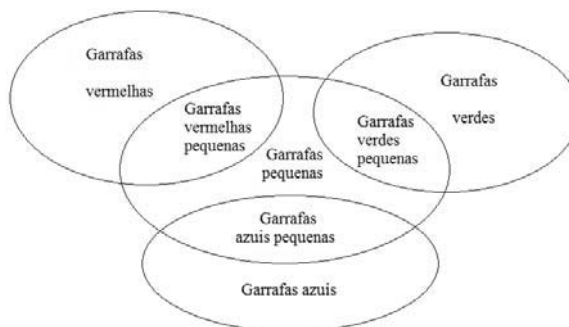 Garrafas
vermelhas
Garrafas
vermelhas
pequenas
Garrafas
pequenas
Garrafas
verdes
pequenas
Garrafas
verdes
Garrafas
azuis pequenas
Garrafas azuis